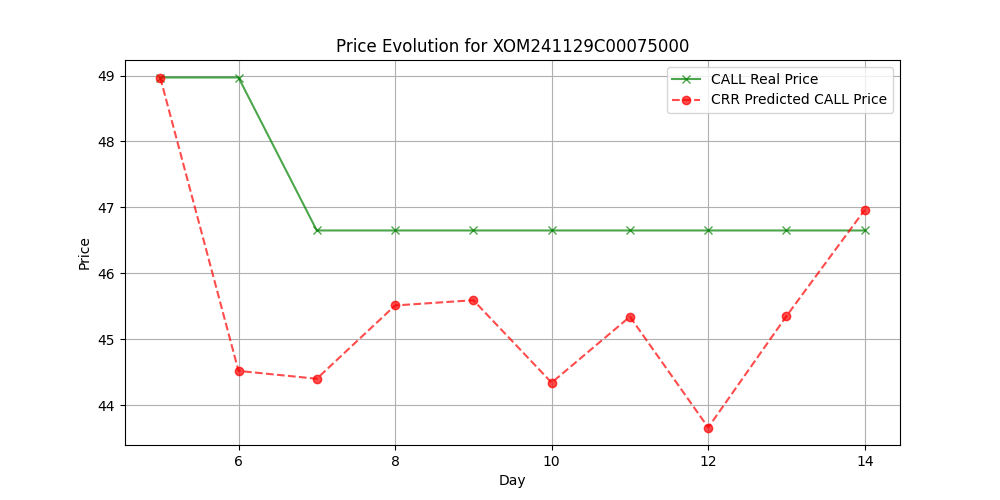 Price Evolution for XOM241129C00075000
CALL Real Price
CRR Predicted CALL Price
Price
49
48
47
46
45
44
6
8
10
12
14
Day